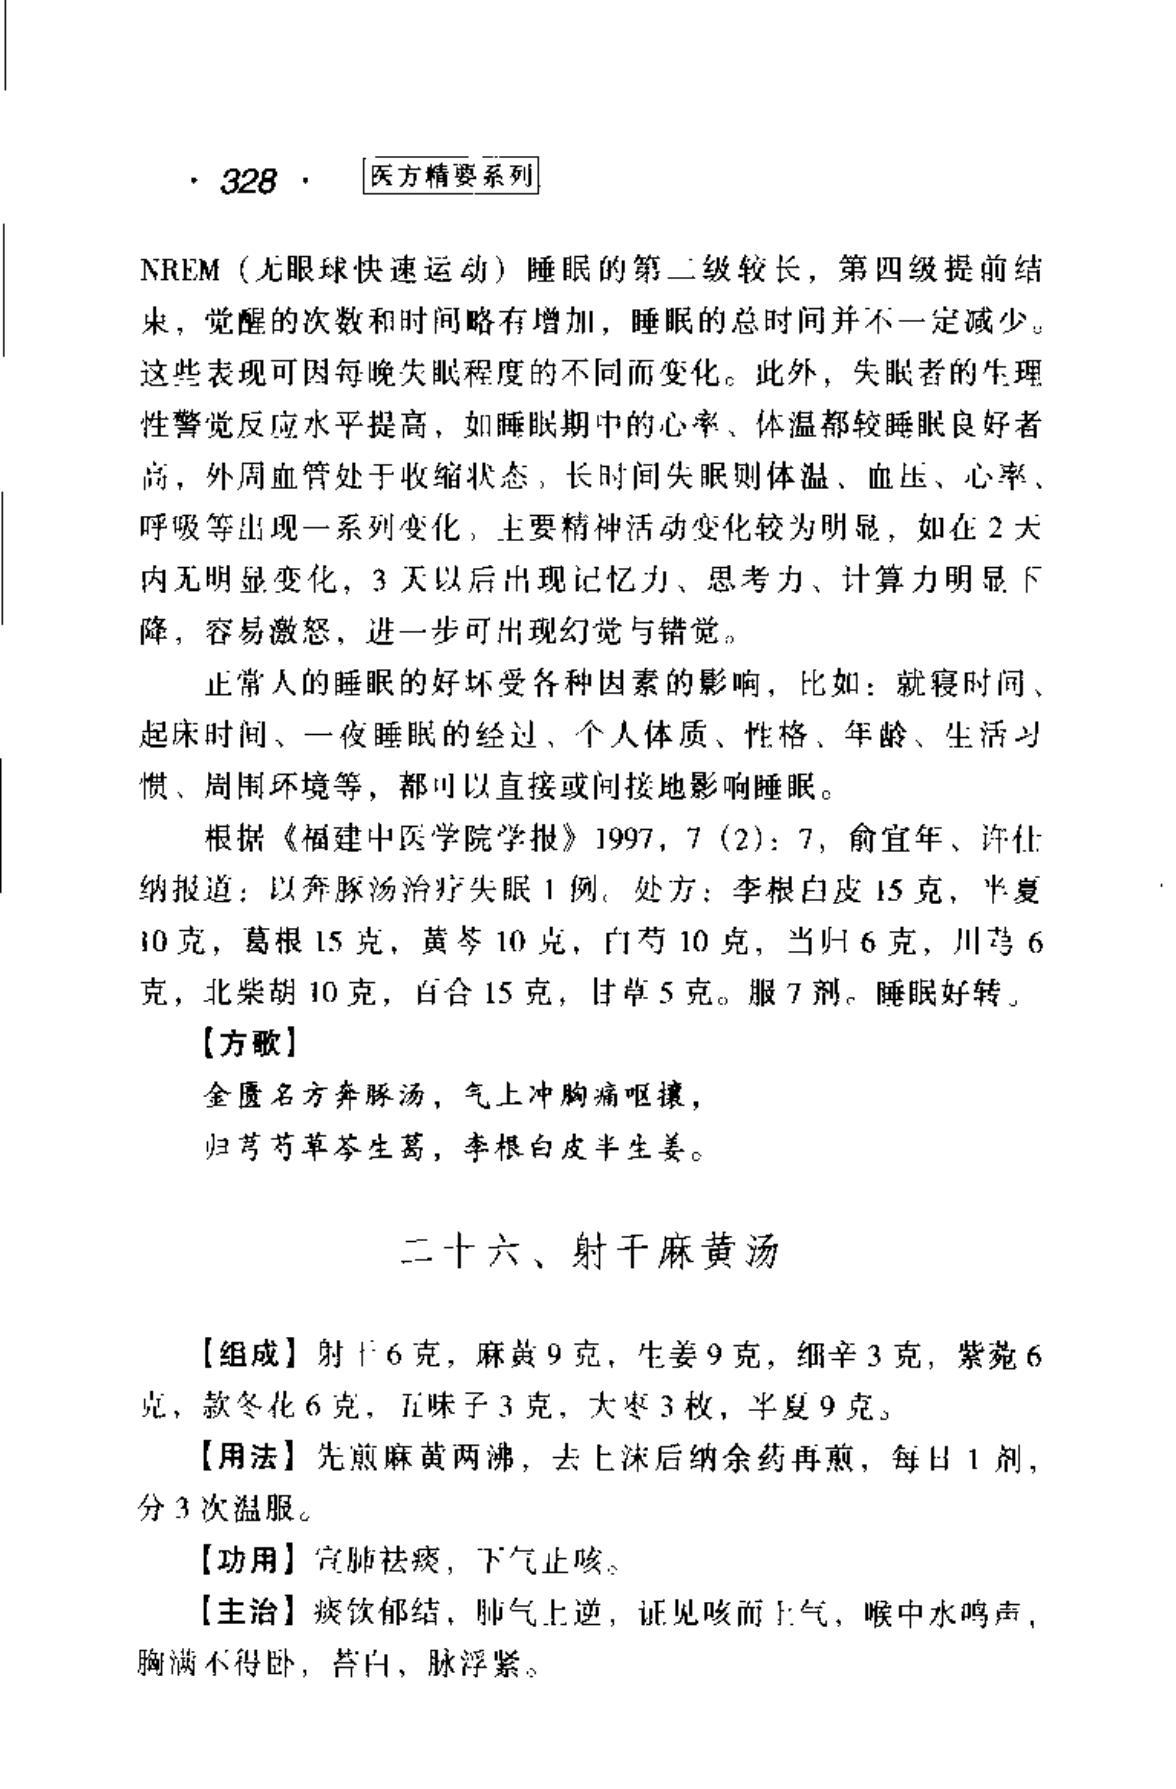 · 328 · 医方精要系列
NREM（无眼球快速运动）睡眠的第二级较长，第四级提前结
束，觉醒的次数和时间略有增加，睡眠的总时间并不一定减少。
这些表现可因每晚失眠程度的不同而变化。此外，失眠者的生理
性警觉反应水平提高，如睡眠期中的心率、体温都较睡眠良好者
高，外周血管处于收缩状态。长时间失眠则体温、血压、心率、
呼吸等出现一系列变化。主要精神活动变化较为明显，如在 2 天
内无明显变化，3 天以后出现记忆力、思考力、计算力明显下
降，容易激怒，进一步可出现幻觉与错觉。
正常人的睡眠的好坏受各种因素的影响，比如：就寝时间、
起床时间、一夜睡眠的经过、个人体质、性格、年龄、生活习
惯、周围环境等，都可以直接或间接地影响睡眠。
根据《福建中医学院学报》1997，7（2）：7，俞宜年、许仕
纳报道：以奔豚汤治疗失眠 1 例。处方：李根白皮 15 克，半夏
10 克，葛根 15 克，黄芩 10 克，白芍 10 克，当归 6 克，川芎 6
克，北柴胡 10 克，百合 15 克，甘草 5 克。服 7 剂。睡眠好转。
【方歌】
金匮名方奔豚汤，气上冲胸痛呕攘，
归芎芍草芩生葛，李根白皮半生姜。
二十六、射干麻黄汤
【组成】射干 6 克，麻黄 9 克，生姜 9 克，细辛 3 克，紫菀 6
克，款冬花 6 克，五味子 3 克，大枣 3 枚，半夏 9 克。
【用法】先煎麻黄两沸，去上沫后纳余药再煎，每日 1 剂，
分 3 次温服。
【功用】宣肺祛痰，下气止咳。
【主治】痰饮郁结，肺气上逆，证见咳而上气，喉中水鸣声，
胸满不得卧，苔白，脉浮紧。